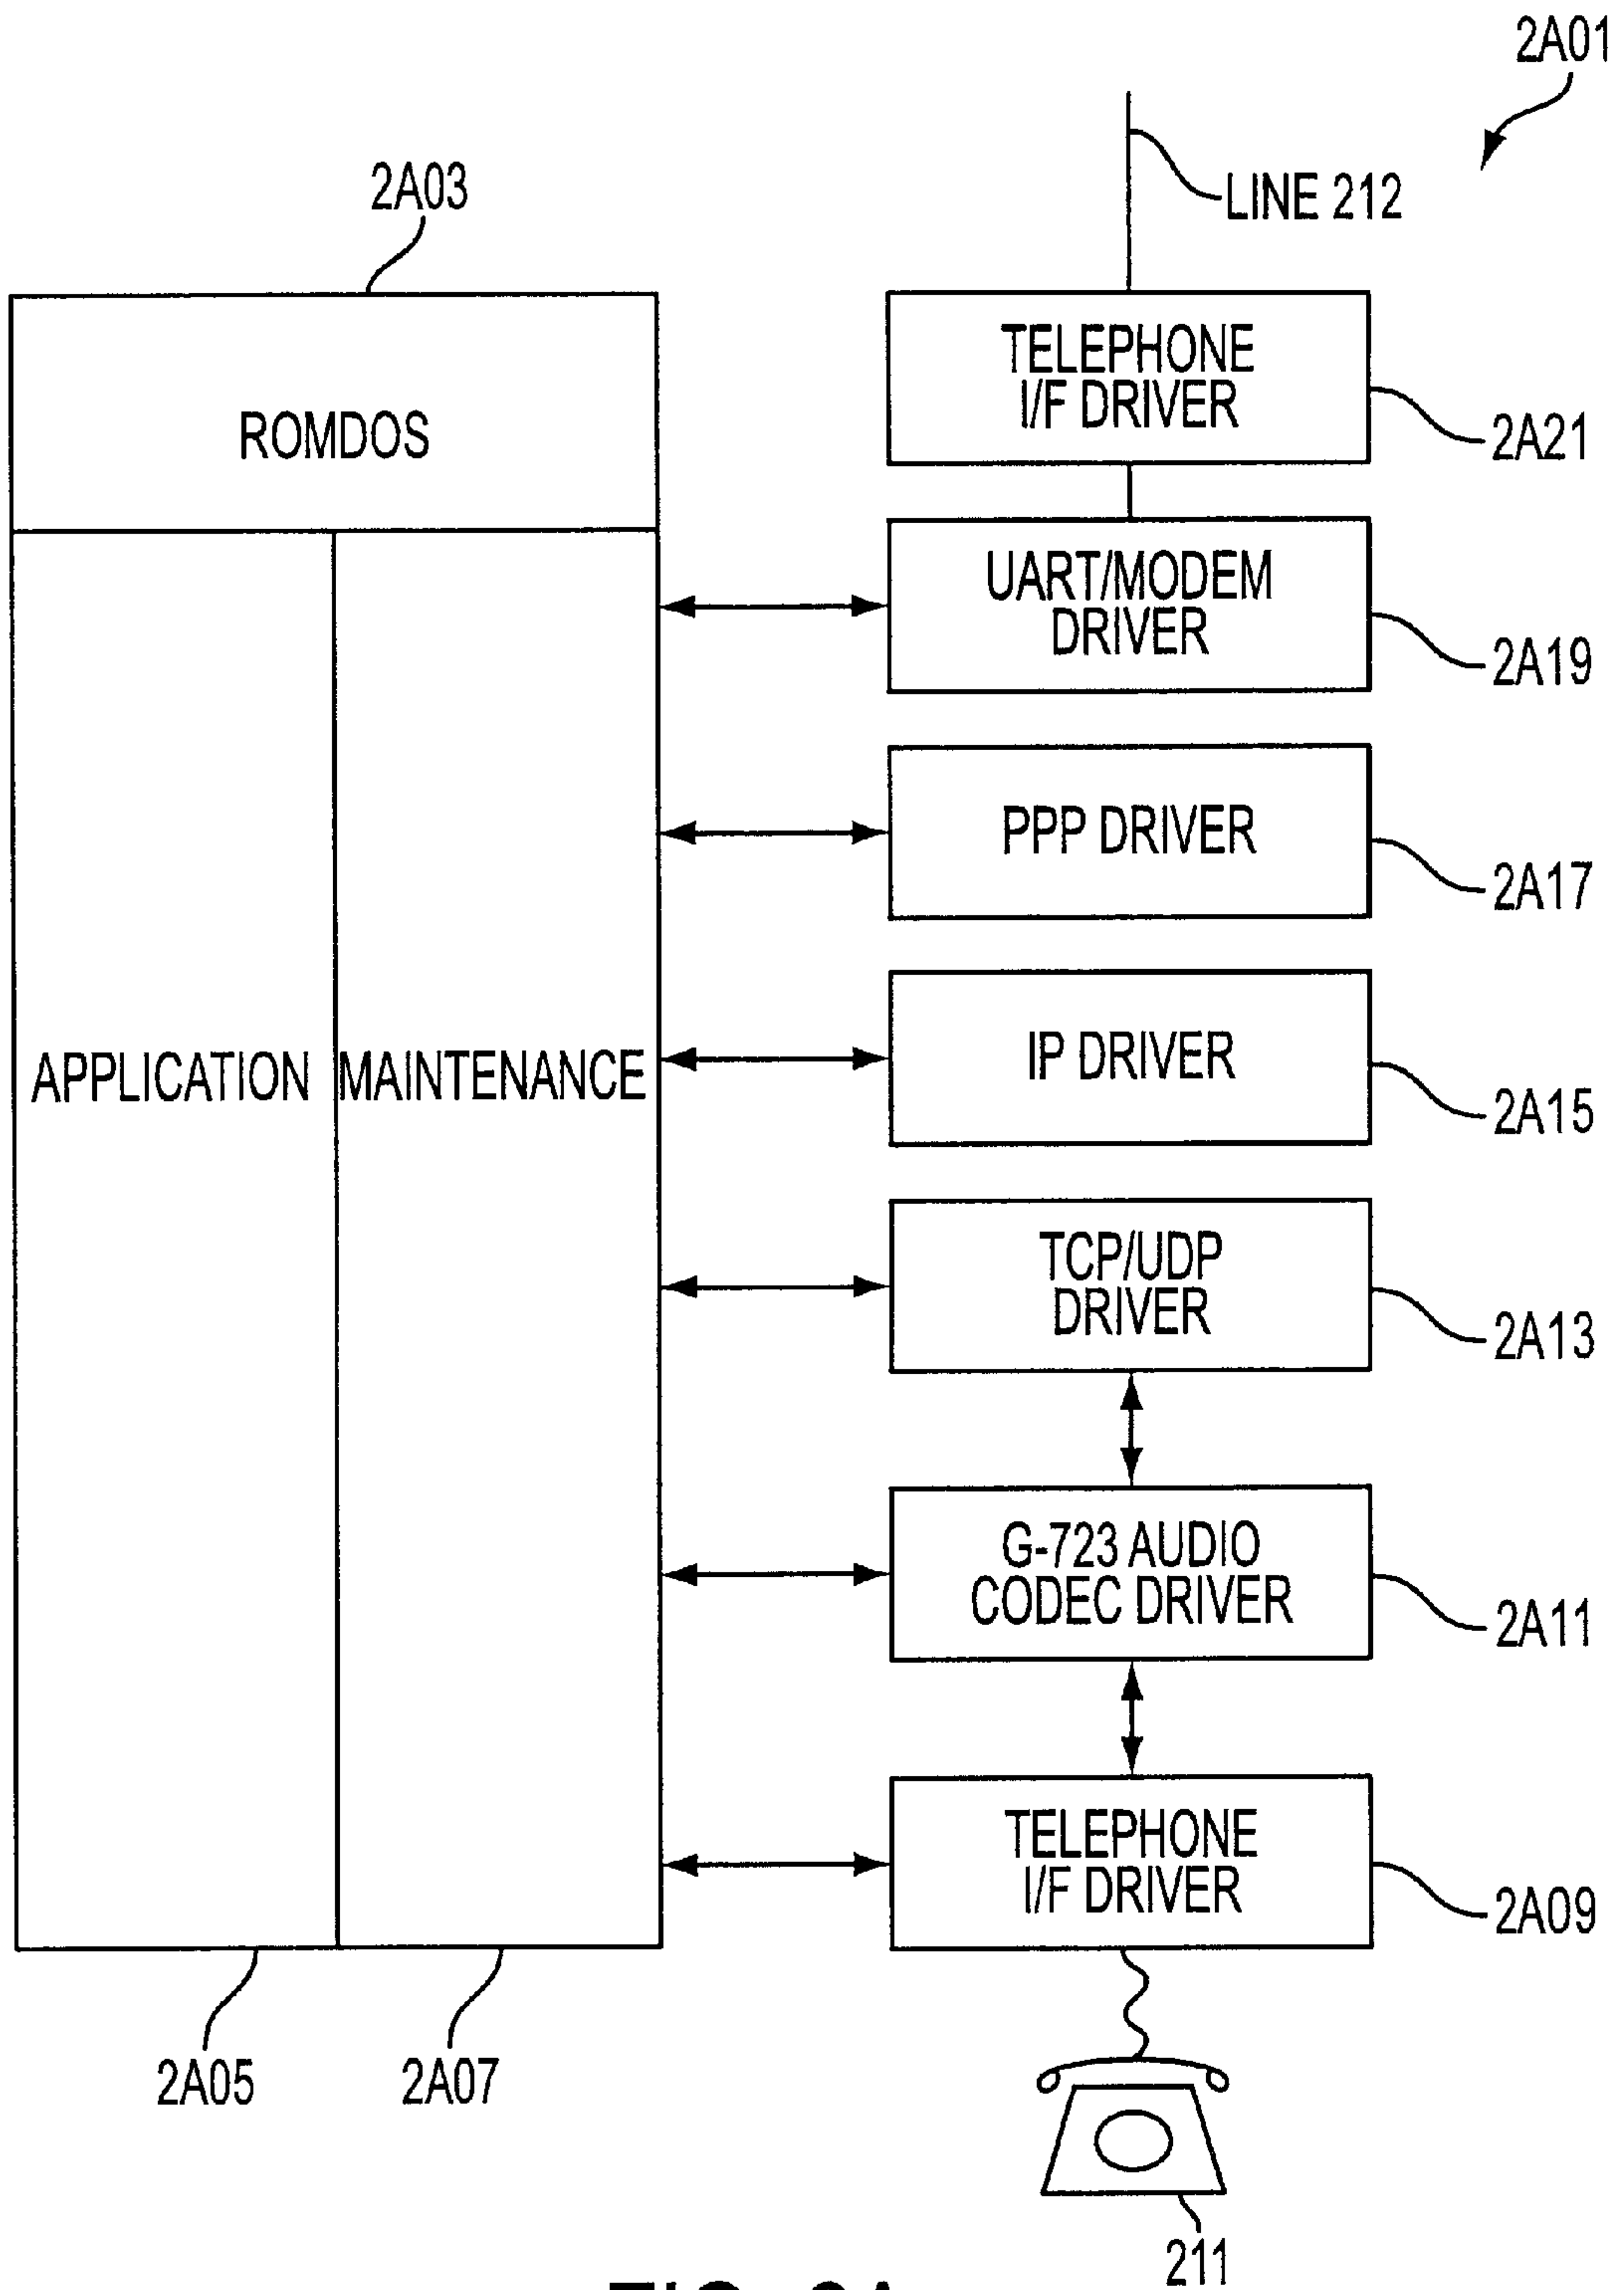 2A01
2A03
LINE 212
TELEPHONE
I/F DRIVER
2A21
ROMDOS
UART/MODEM
DRIVER
2A19
PPP DRIVER
2A17
APPLICATION
MAINTENANCE
IP DRIVER
2A15
TCP/UDP
DRIVER
2A13
G-723 AUDIO
CODEC DRIVER
2A11
TELEPHONE
I/F DRIVER
2A09
2A05
2A07
211